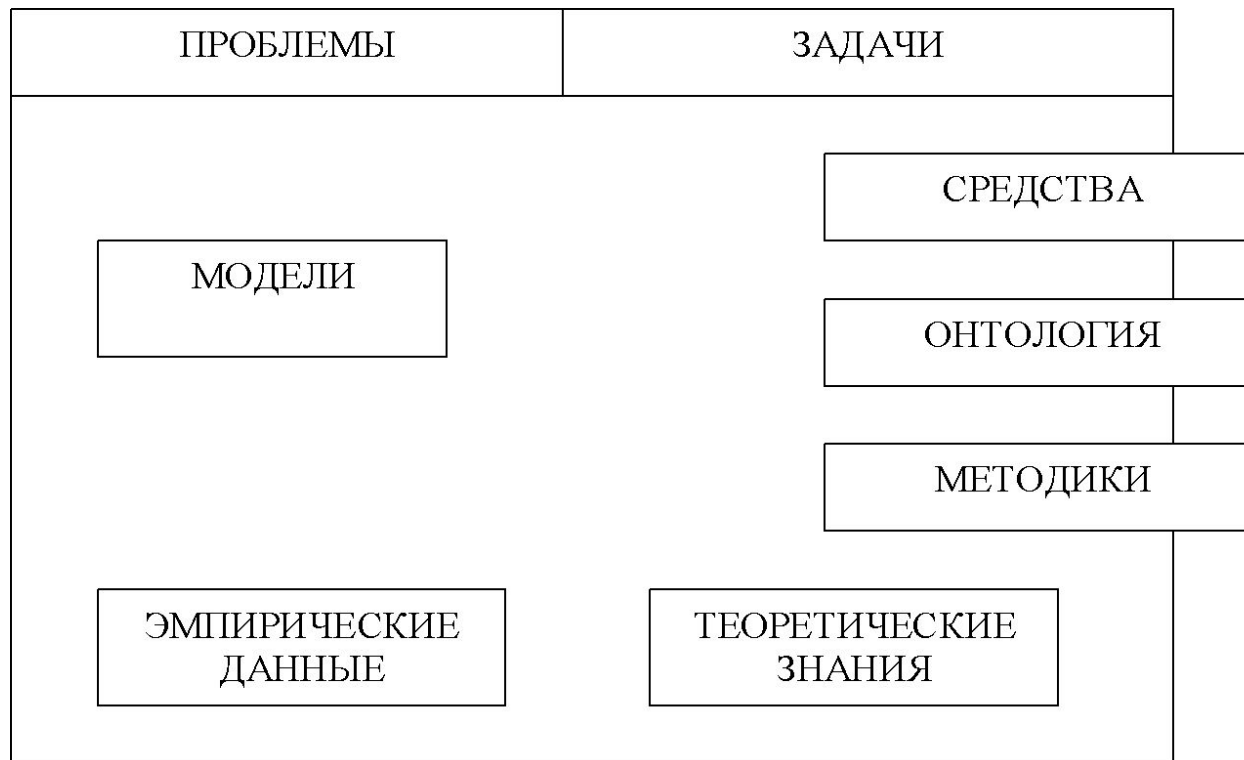 ПРОБЛЕМЫ
ЗАДАЧИ
СРЕДСТВА
МОДЕЛИ
ОНТОЛОГИЯ
МЕТОДИКИ
ЭМПИРИЧЕСКИЕ
ДАННЫЕ
ТЕОРЕТИЧЕСКИЕ
ЗНАНИЯ